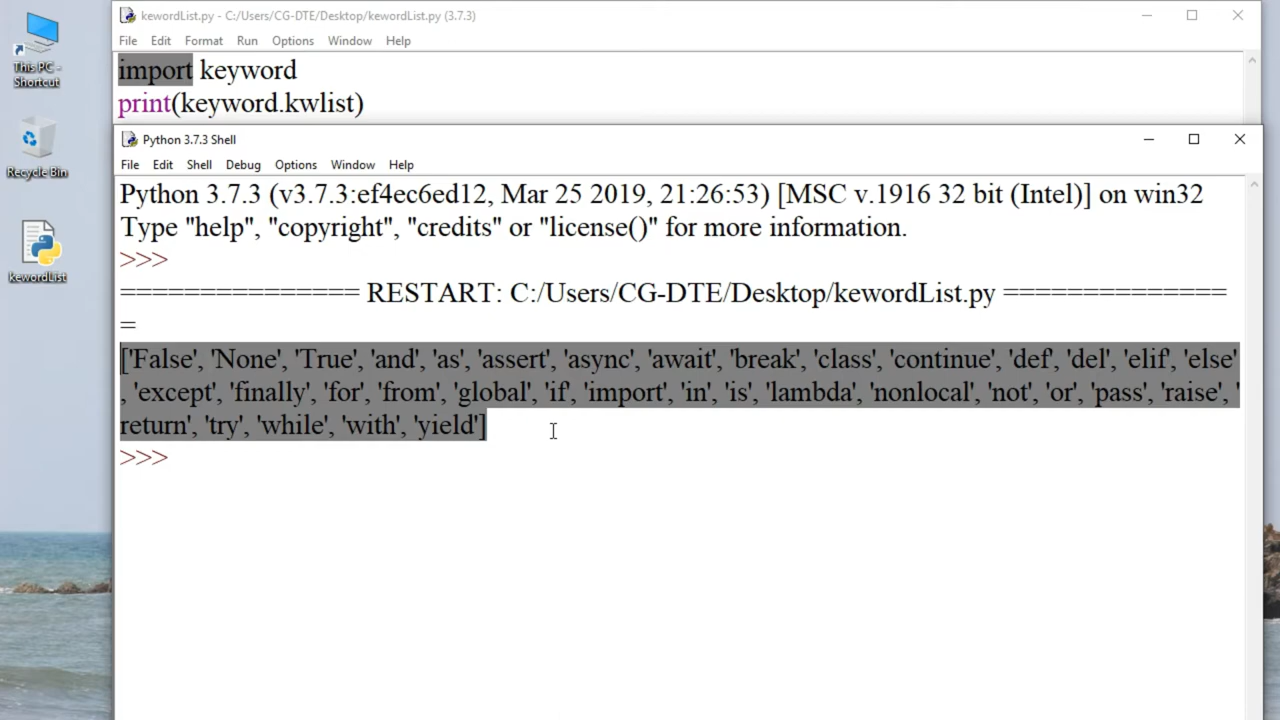 kewordList.py - C:/Users/CG-DTE/Desktop/kewordList.py (3.7.3)
File Edit Format Run Options Window Help
import keyword
print(keyword.kwlist)
Python 3.7.3 Shell
File Edit Shell Debug Options Window Help
Python 3.7.3 (v3.7.3:ef4ec6ed12, Mar 25 2019, 21:26:53) [MSC v.1916 32 bit (Intel)] on win32
Type "help", "copyright", "credits" or "license()" for more information.
>>>
=============== RESTART: C:/Users/CG-DTE/Desktop/kewordList.py ==============
=
['False', 'None', 'True', 'and', 'as', 'assert', 'async', 'await', 'break', 'class', 'continue', 'def', 'del', 'elif', 'else'
, 'except', 'finally', 'for', 'from', 'global', 'if', 'import', 'in', 'is', 'lambda', 'nonlocal', 'not', 'or', 'pass', 'raise', '
return', 'try', 'while', 'with', 'yield']
>>>
This PC -
Shortcut
Recycle Bin
kewordList